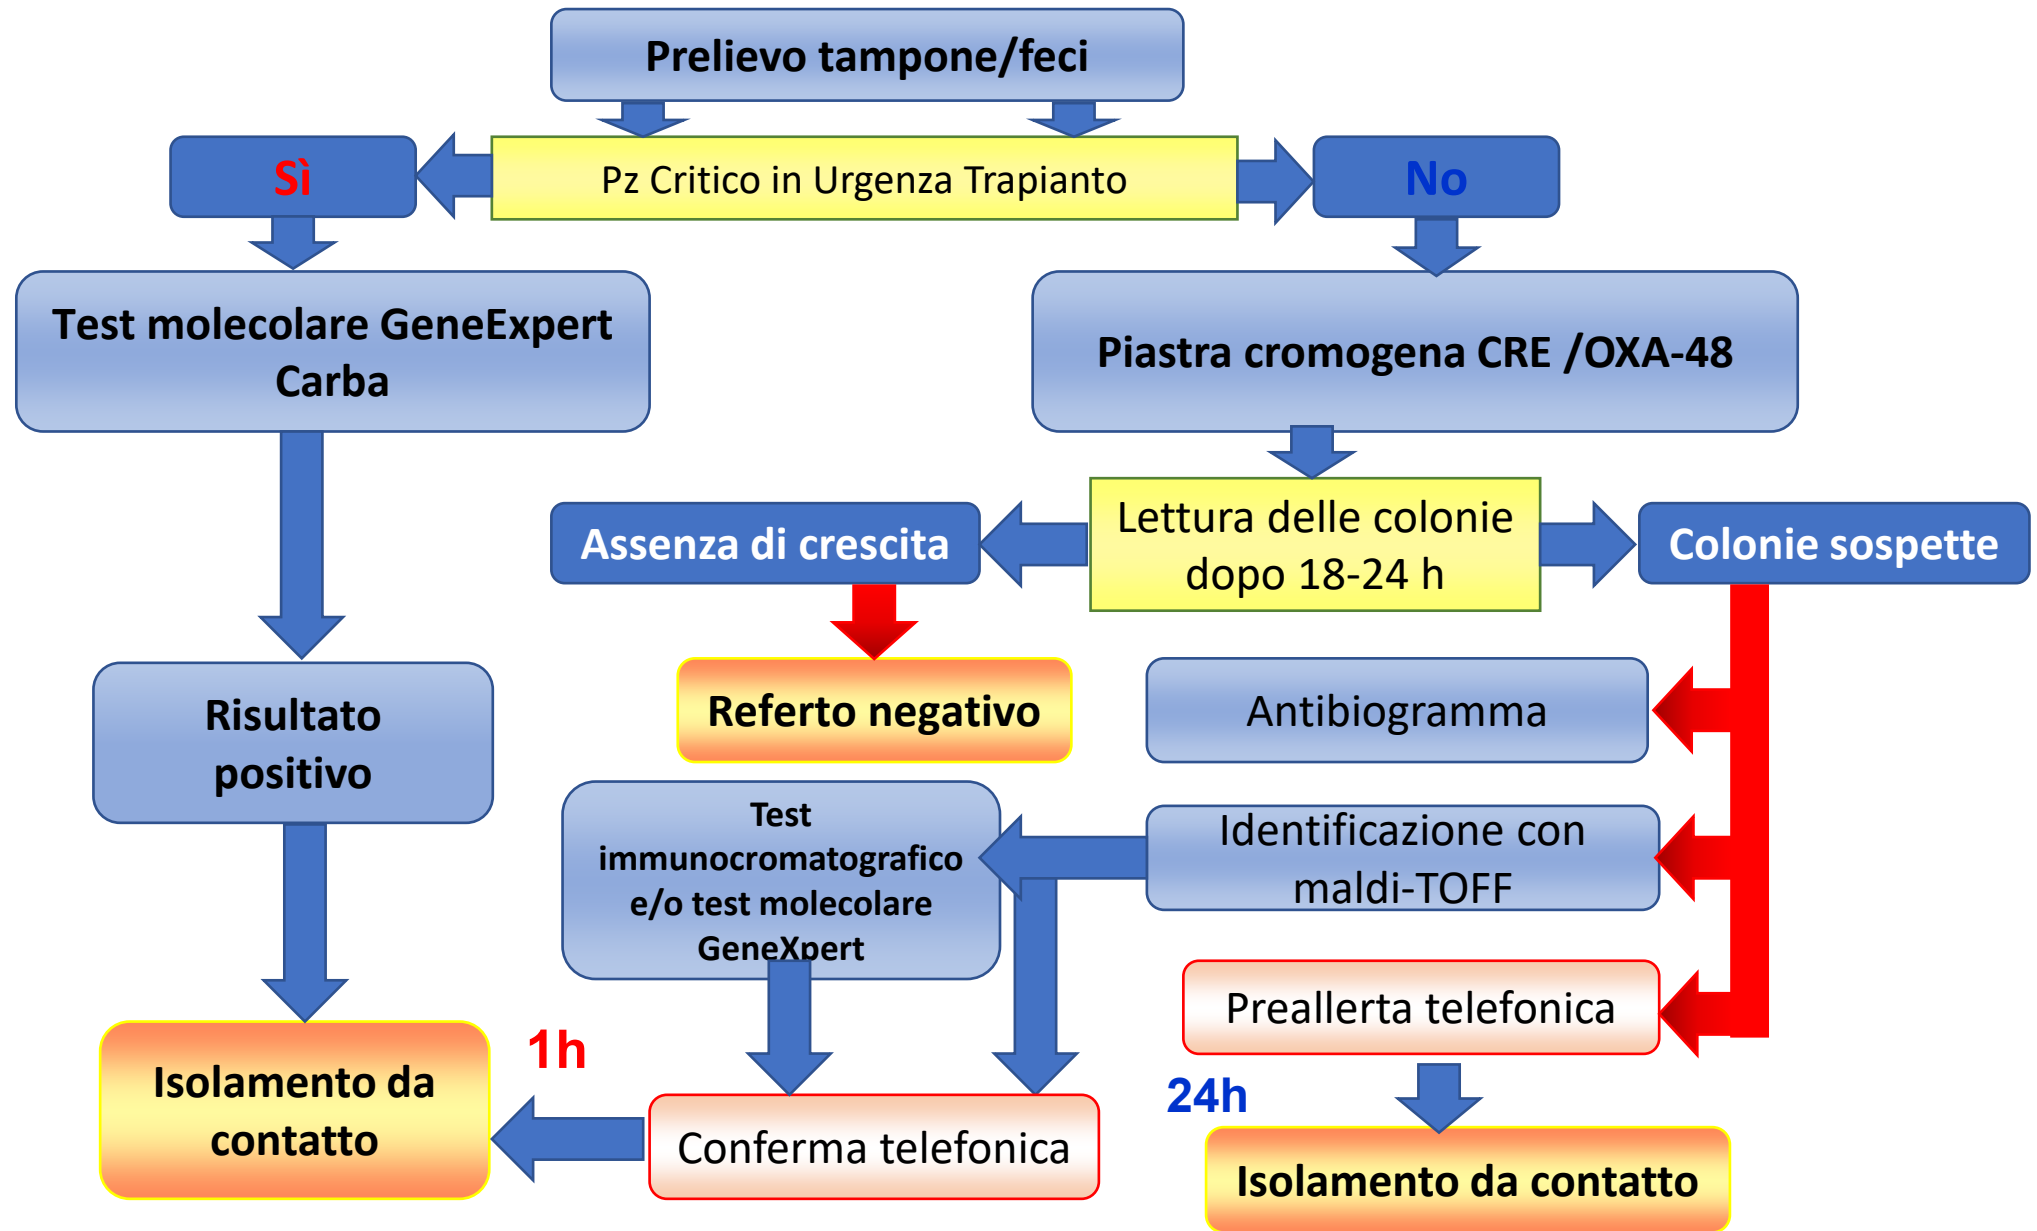 Prelievo tampone/feci
Sì
Pz Critico in Urgenza Trapianto
No
Test molecolare GeneExpert
Carba
Piastra cromogena CRE /OXA-48
Assenza di crescita
Lettura delle colonie
dopo 18-24 h
Colonie sospette
Risultato
positivo
Referto negativo
Antibiogramma
Test
immunocromatografico
e/o test molecolare
GeneXpert
Identificazione con
maldi-TOFF
Preallerta telefonica
Isolamento da
contatto
1h
Conferma telefonica
24h
Isolamento da contatto